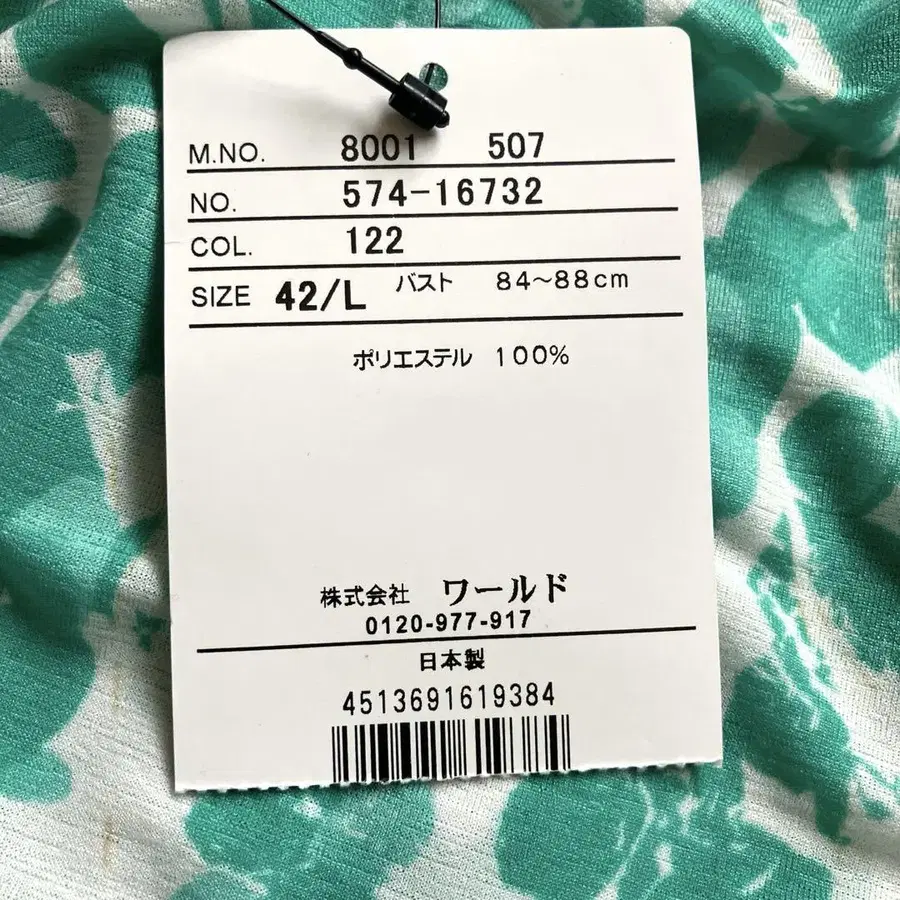 M.NO. 8001 507
NO. 574-16732
COL. 122
SIZE 42/L バスト 84~88cm
ポリエステル 100%
株式会社 ワールド
0120-977-917
日本製
4513691619384